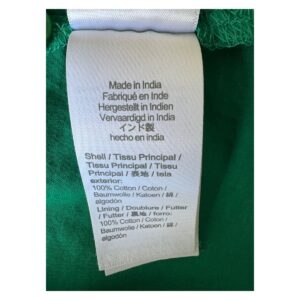 Made in India
Fabriqué en Inde
Hergestellt in Indien
Vervaardigd in India
インド製
hecho en India
Shell / Tissu Principal /
Tissu Principal / Tissu
Principal / 表地 / tela
exterior:
100% Cotton / Coton /
Baumwolle / Katoen / 綿 /
algodón
Lining / Doublure / Futter
/ Futter / 裏地 / forro:
100% Cotton / Coton /
Baumwolle / Katoen / 綿 /
algodón